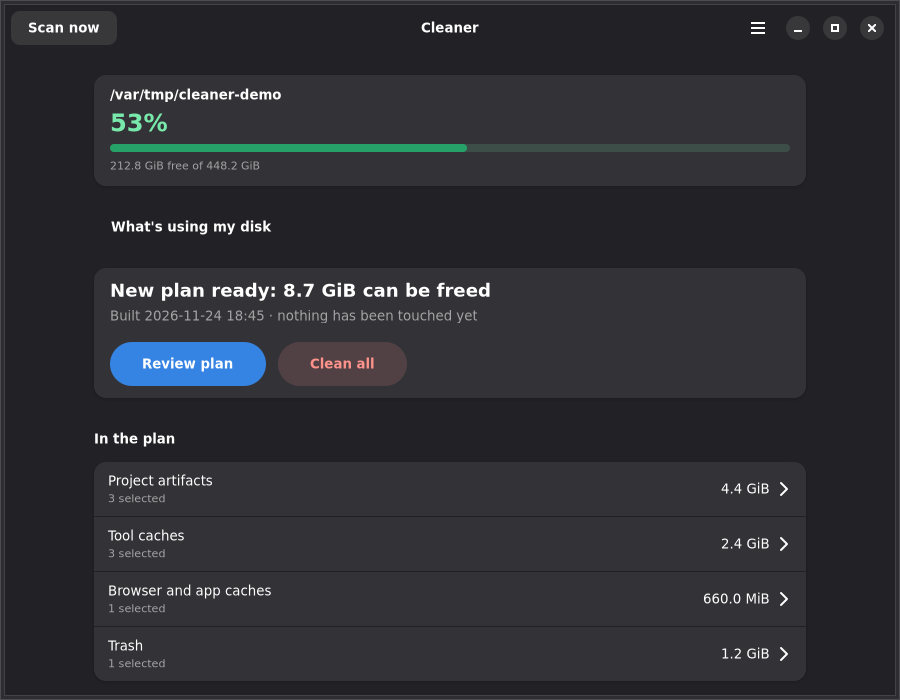 Scan now
Cleaner
/var/tmp/cleaner-demo
53%
212.8 GiB free of 448.2 GiB
What's using my disk
New plan ready: 8.7 GiB can be freed
Built 2026-11-24 18:45 · nothing has been touched yet
Review plan
Clean all
In the plan
Project artifacts
3 selected
4.4 GiB
Tool caches
3 selected
2.4 GiB
Browser and app caches
1 selected
660.0 MiB
Trash
1 selected
1.2 GiB